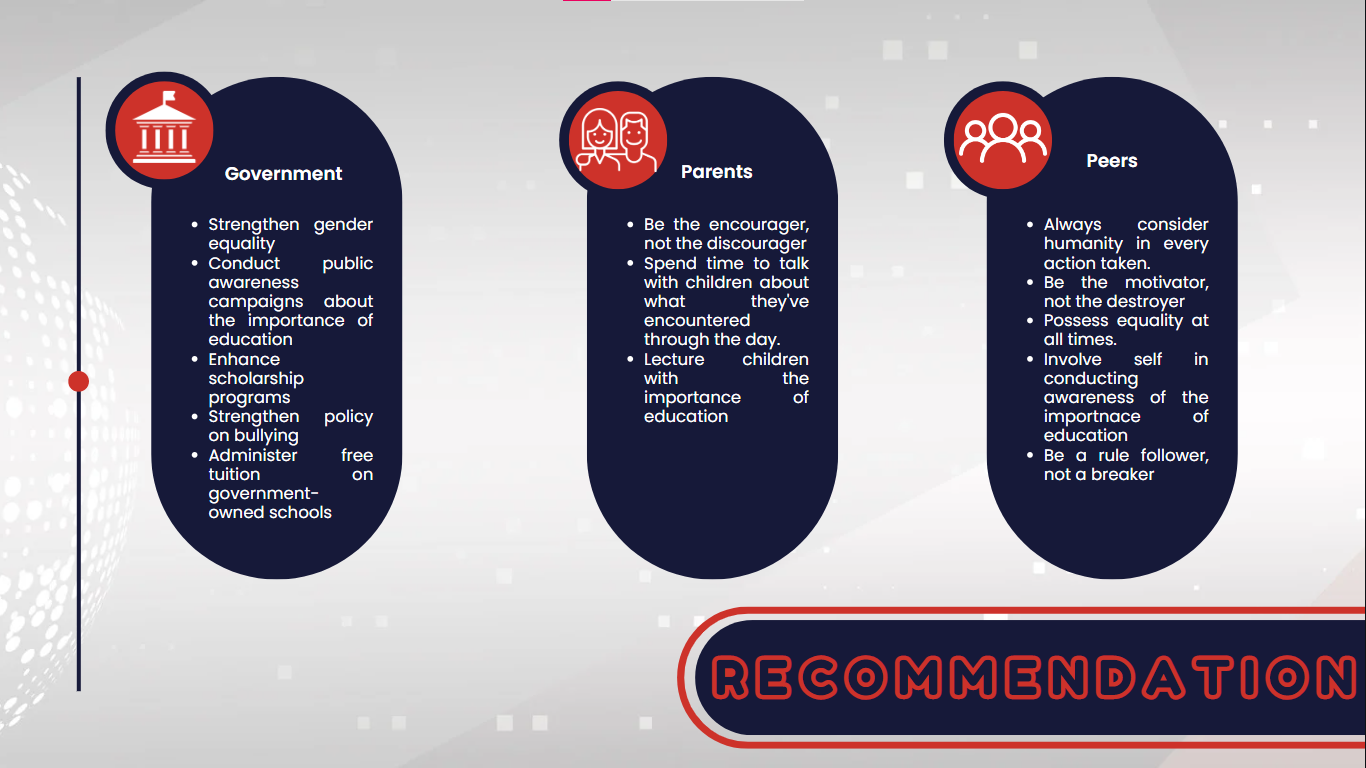 Government
Strengthen gender
equality
Conduct public
awareness
campaigns about
the importance of
education
Enhance
scholarship
programs
Strengthen policy
on bullying
Administer free
tuition on
government-
owned schools
Parents
Be the encourager,
not the discourager
Spend time to talk
with children about
what they've
encountered
through the day.
Lecture children
with the
importance of
education
Peers
Always consider
humanity in every
action taken.
Be the motivator,
not the destroyer
Possess equality at
all times.
Involve self in
conducting
awareness of the
importnace of
education
Be a rule follower,
not a breaker
RECOMMENDATION